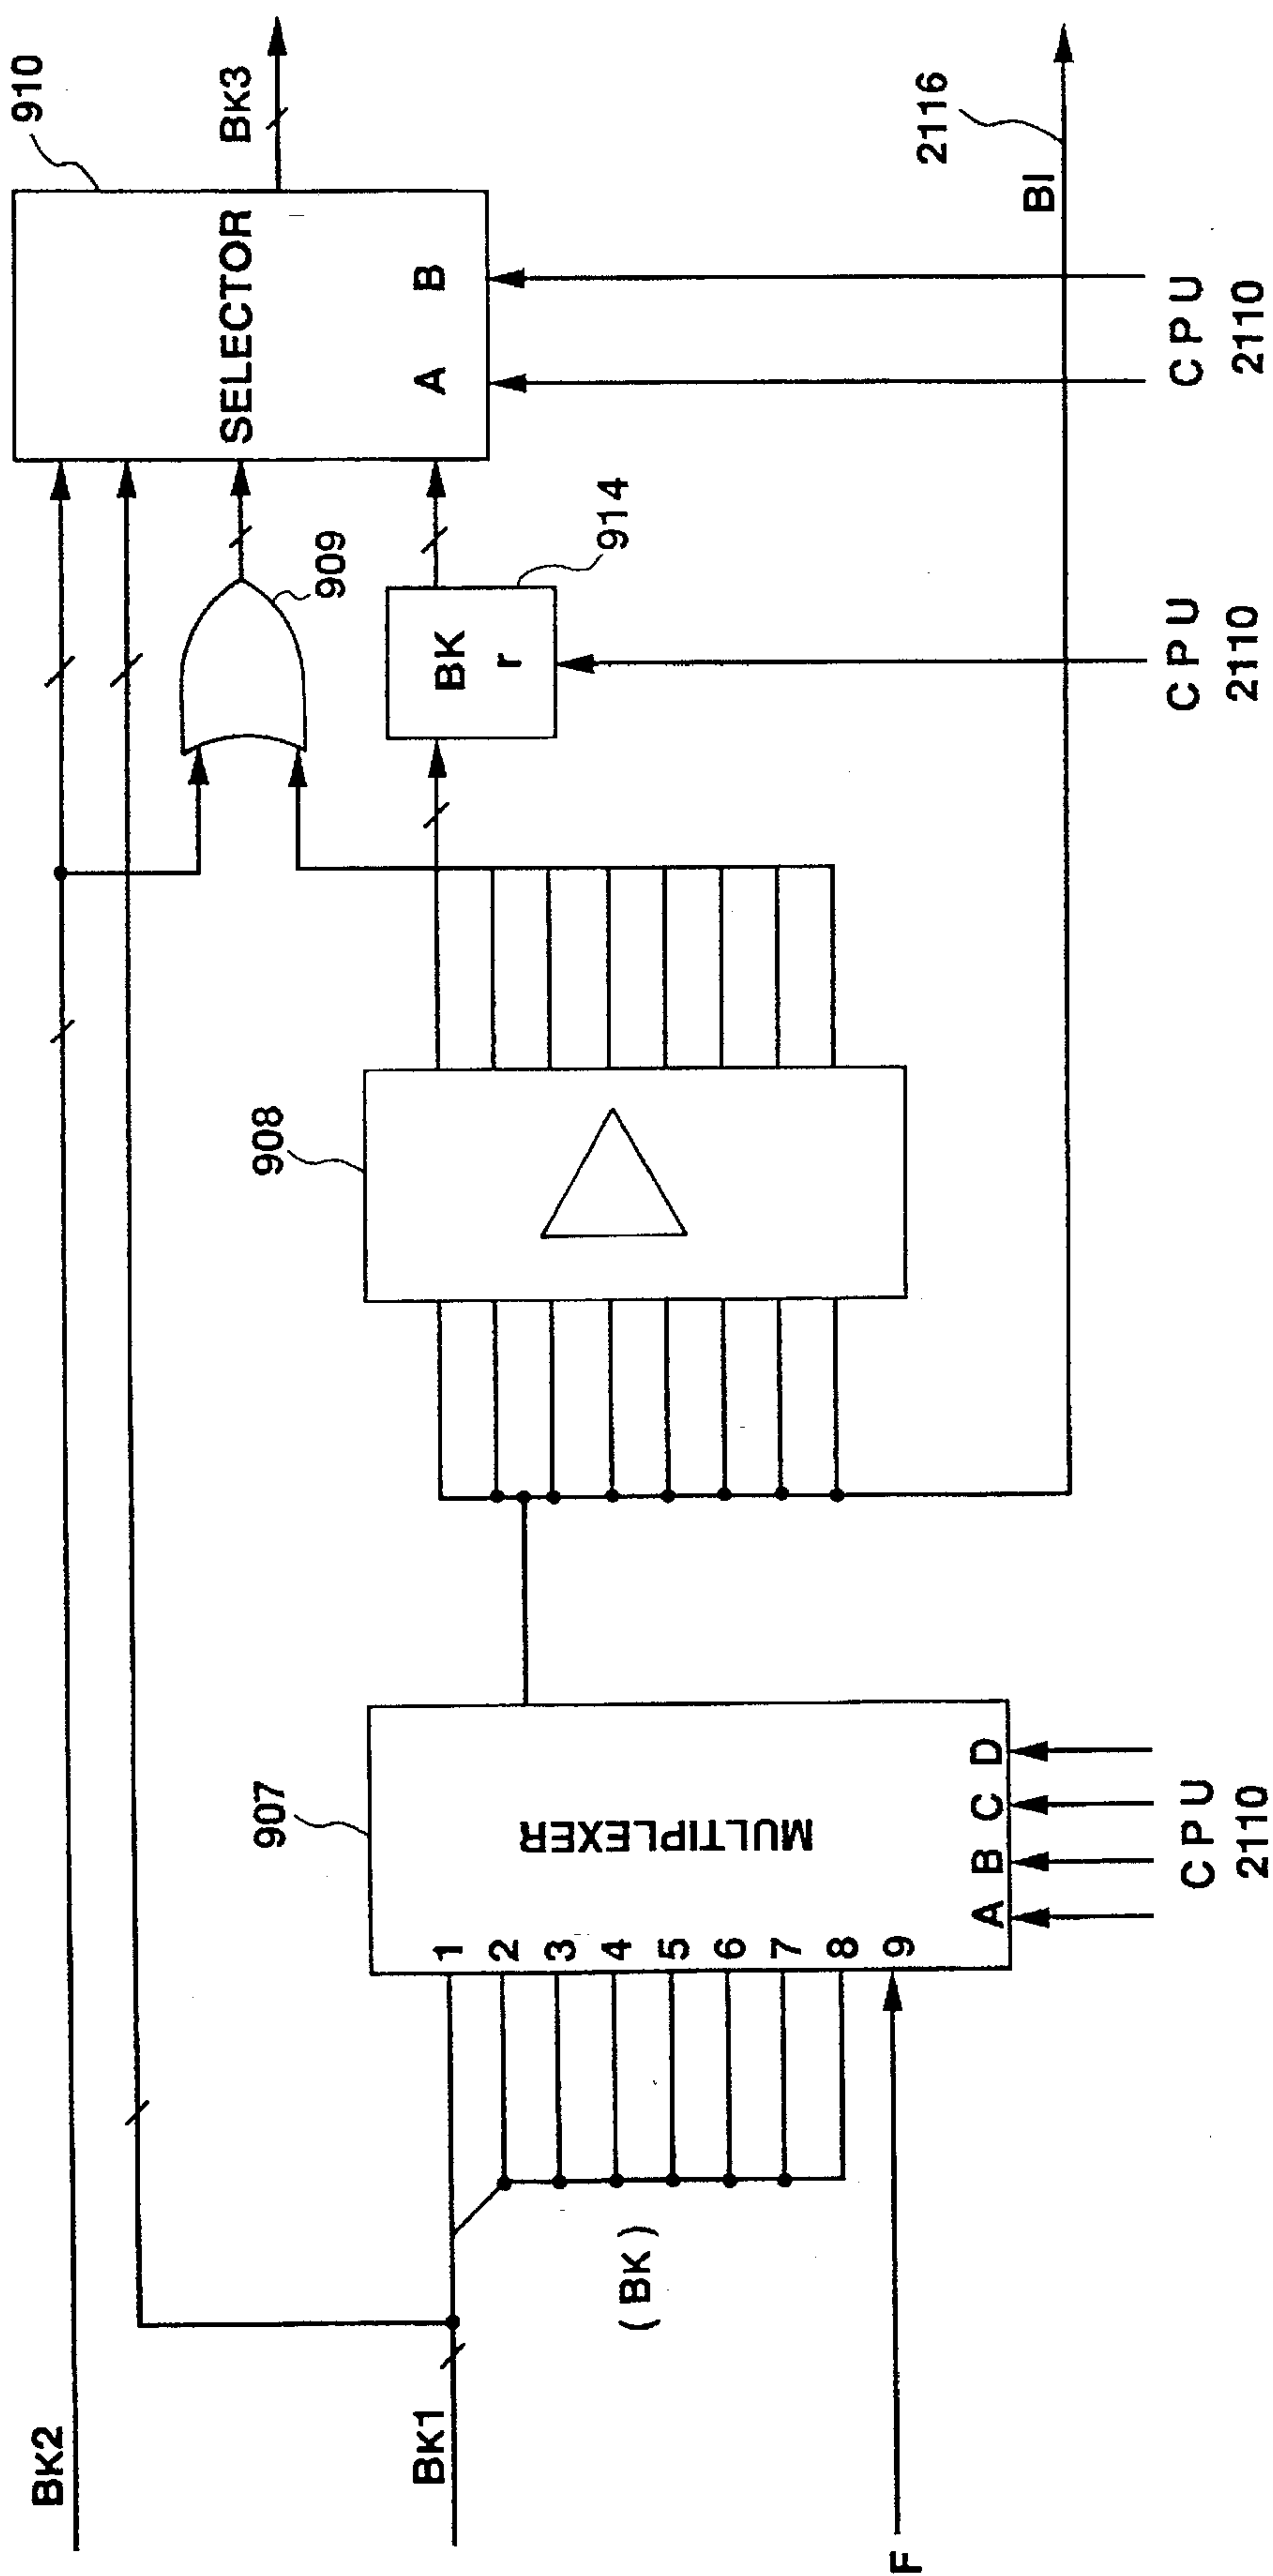 BK2
BK1
(BK)
F
907
MULTIPLEXER
1
2
3
4
5
6
7
8
9
A B C D
CPU
2110
908
909
BK
r
914
CPU
2110
910
SELECTOR
A B
CPU
2110
BK3
BI
2116